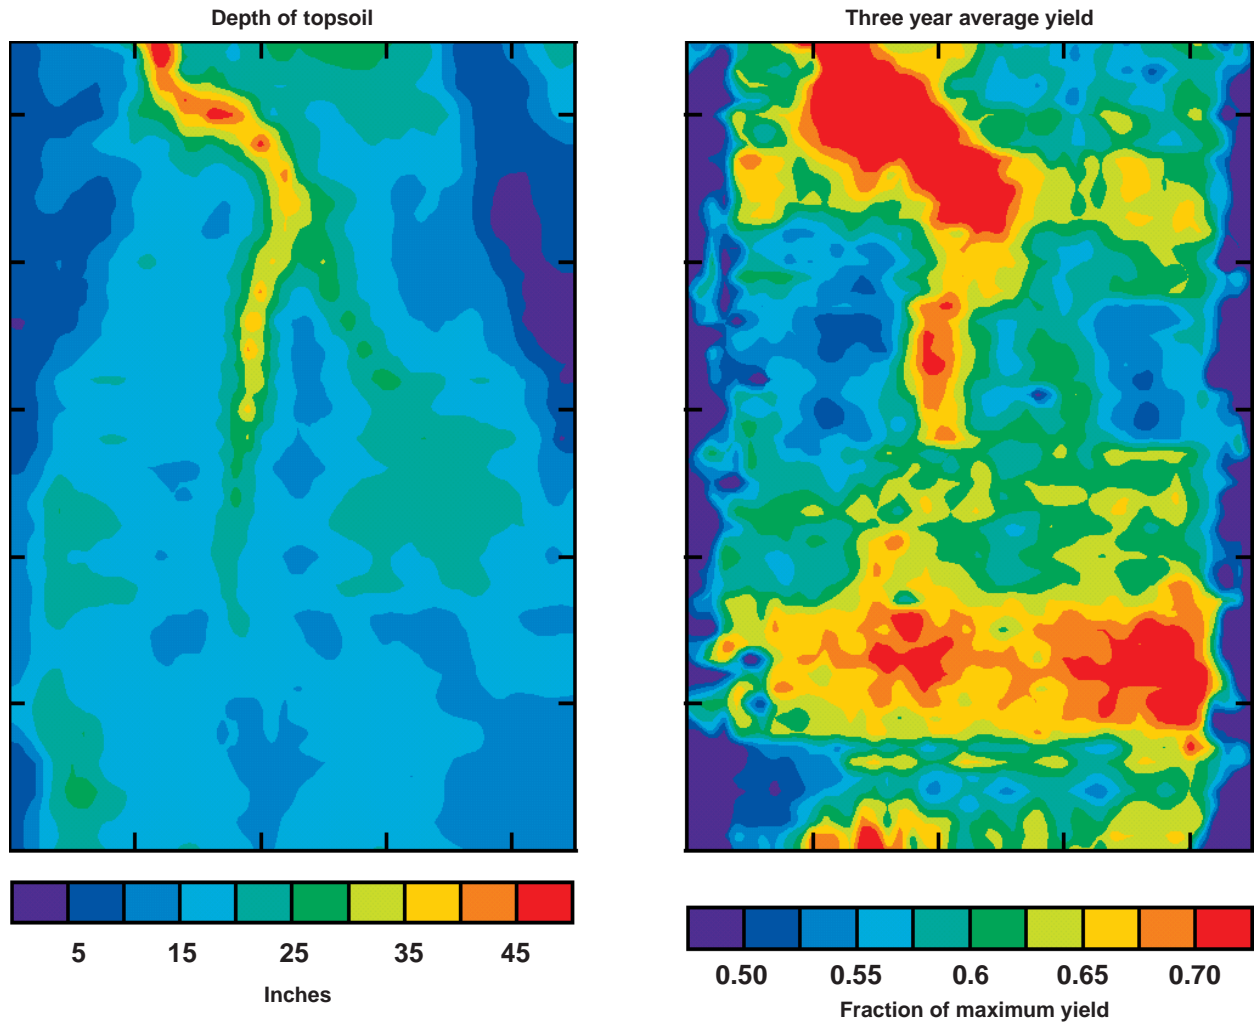 Depth of topsoil
Three year average yield
5 15 25 35 45
Inches
0.50 0.55 0.6 0.65 0.70
Fraction of maximum yield